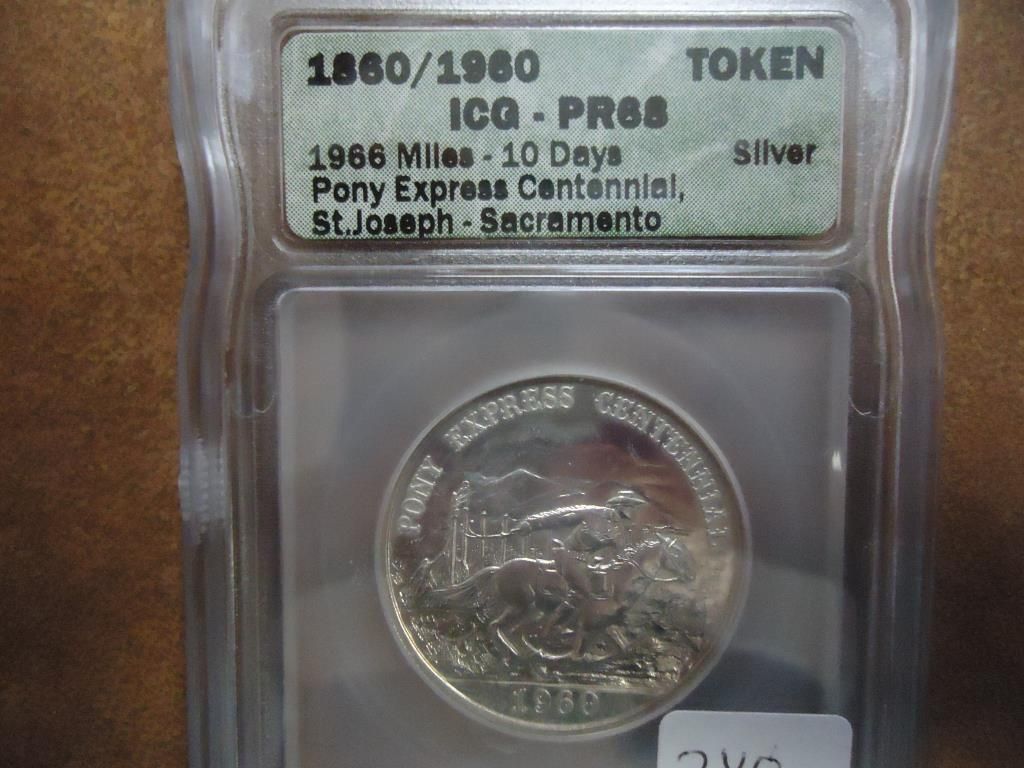 1860/1960 TOKEN
ICG - PR68
1966 Miles - 10 Days Silver
Pony Express Centennial,
St.Joseph - Sacramento
PONY EXPRESS CENTENNIAL
1960